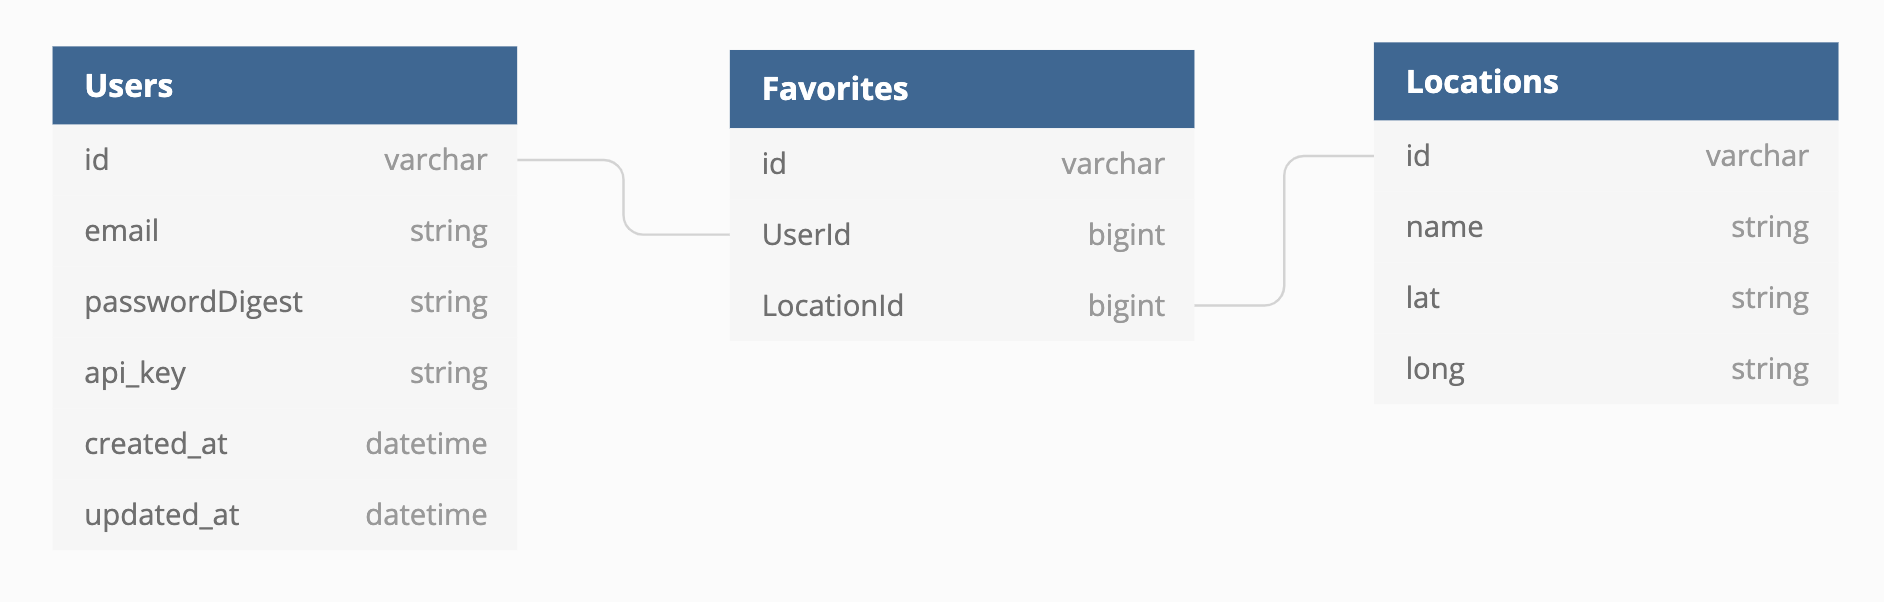 Users
id varchar
email string
passwordDigest string
api_key string
created_at datetime
updated_at datetime
Favorites
id varchar
UserId bigint
LocationId bigint
Locations
id varchar
name string
lat string
long string